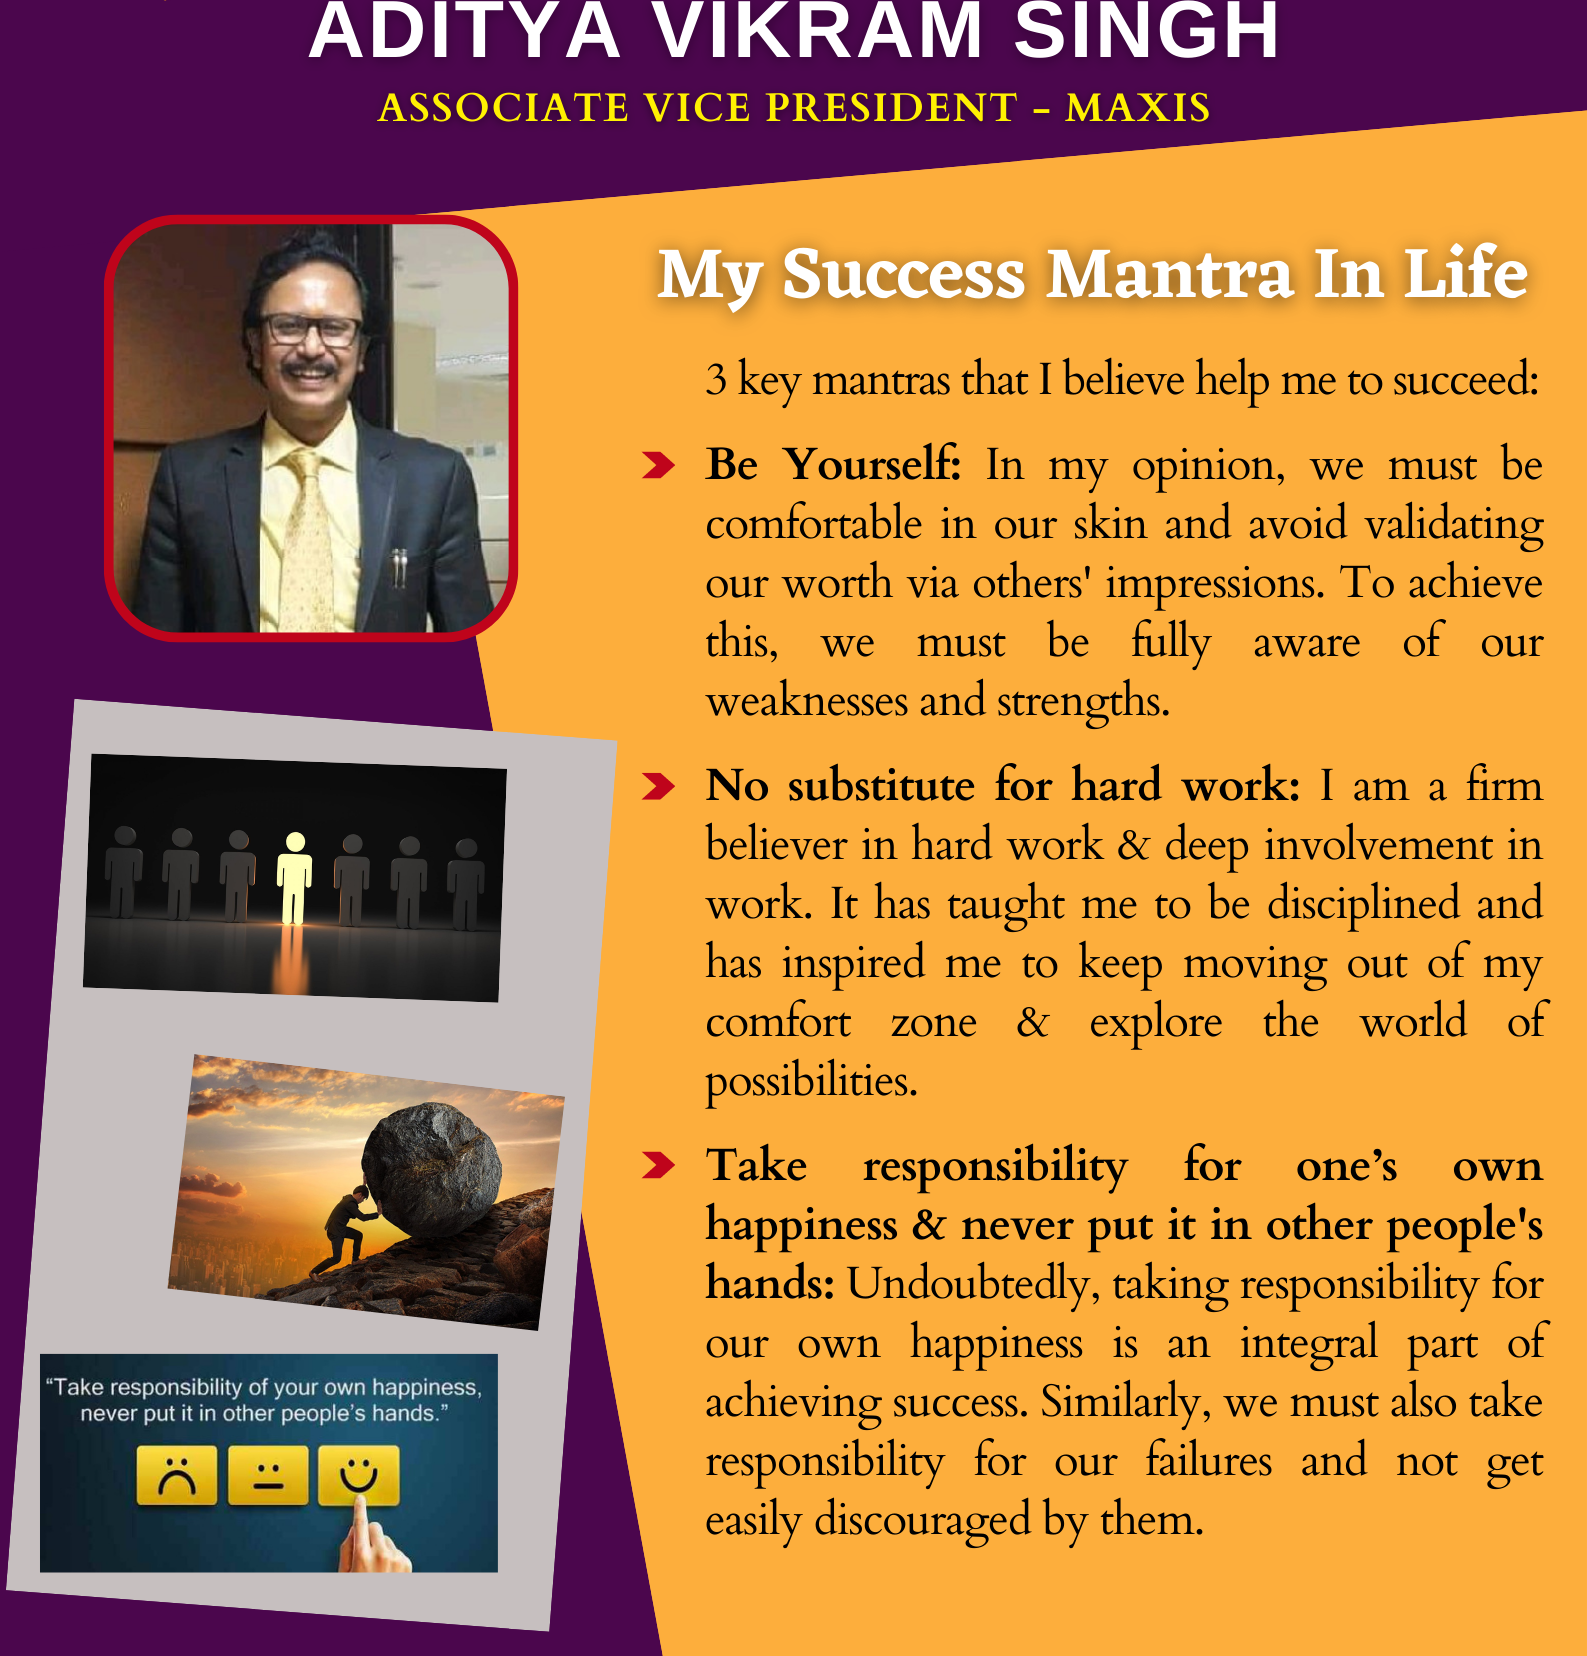 ADITYA VIKRAM SINGH
ASSOCIATE VICE PRESIDENT - MAXIS
My Success Mantra In Life
3 key mantras that I believe help me to succeed:
Be Yourself: In my opinion, we must be
comfortable in our skin and avoid validating
our worth via others' impressions. To achieve
this, we must be fully aware of our
weaknesses and strengths.
No substitute for hard work: I am a firm
believer in hard work & deep involvement in
work. It has taught me to be disciplined and
has inspired me to keep moving out of my
comfort zone & explore the world of
possibilities.
Take responsibility for one’s own
happiness & never put it in other people's
hands: Undoubtedly, taking responsibility for
our own happiness is an integral part of
achieving success. Similarly, we must also take
responsibility for our failures and not get
easily discouraged by them.
“Take responsibility of your own happiness,
never put it in other people’s hands.”